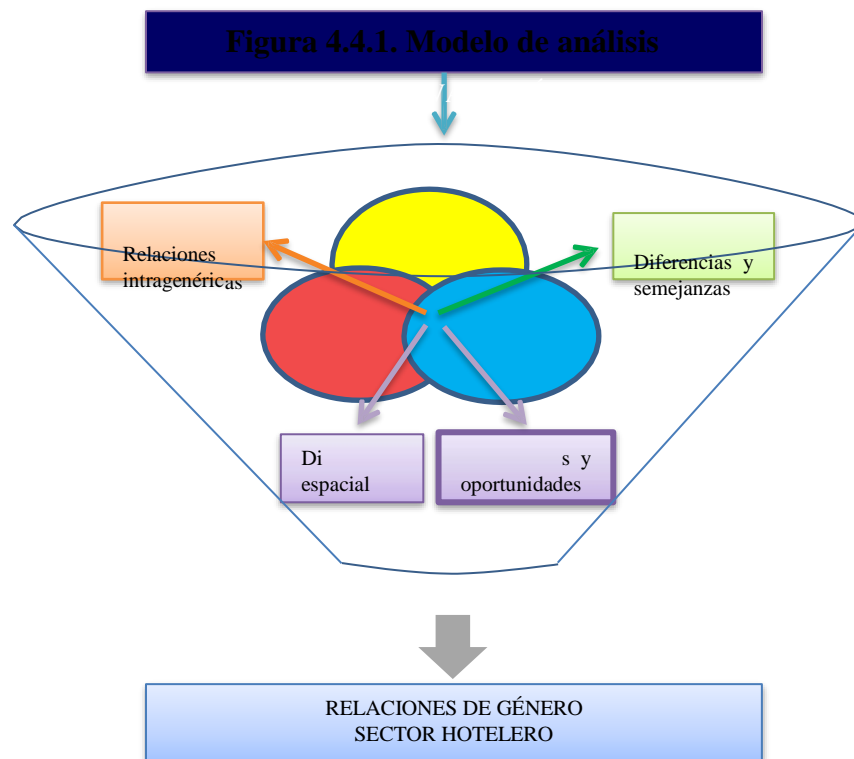 Figura 4.4.1. Modelo de análisis
Relaciones
intragenéricas
Diferencias y
semejanzas
Di
espacial
s y
oportunidades
RELACIONES DE GÉNERO
SECTOR HOTELERO